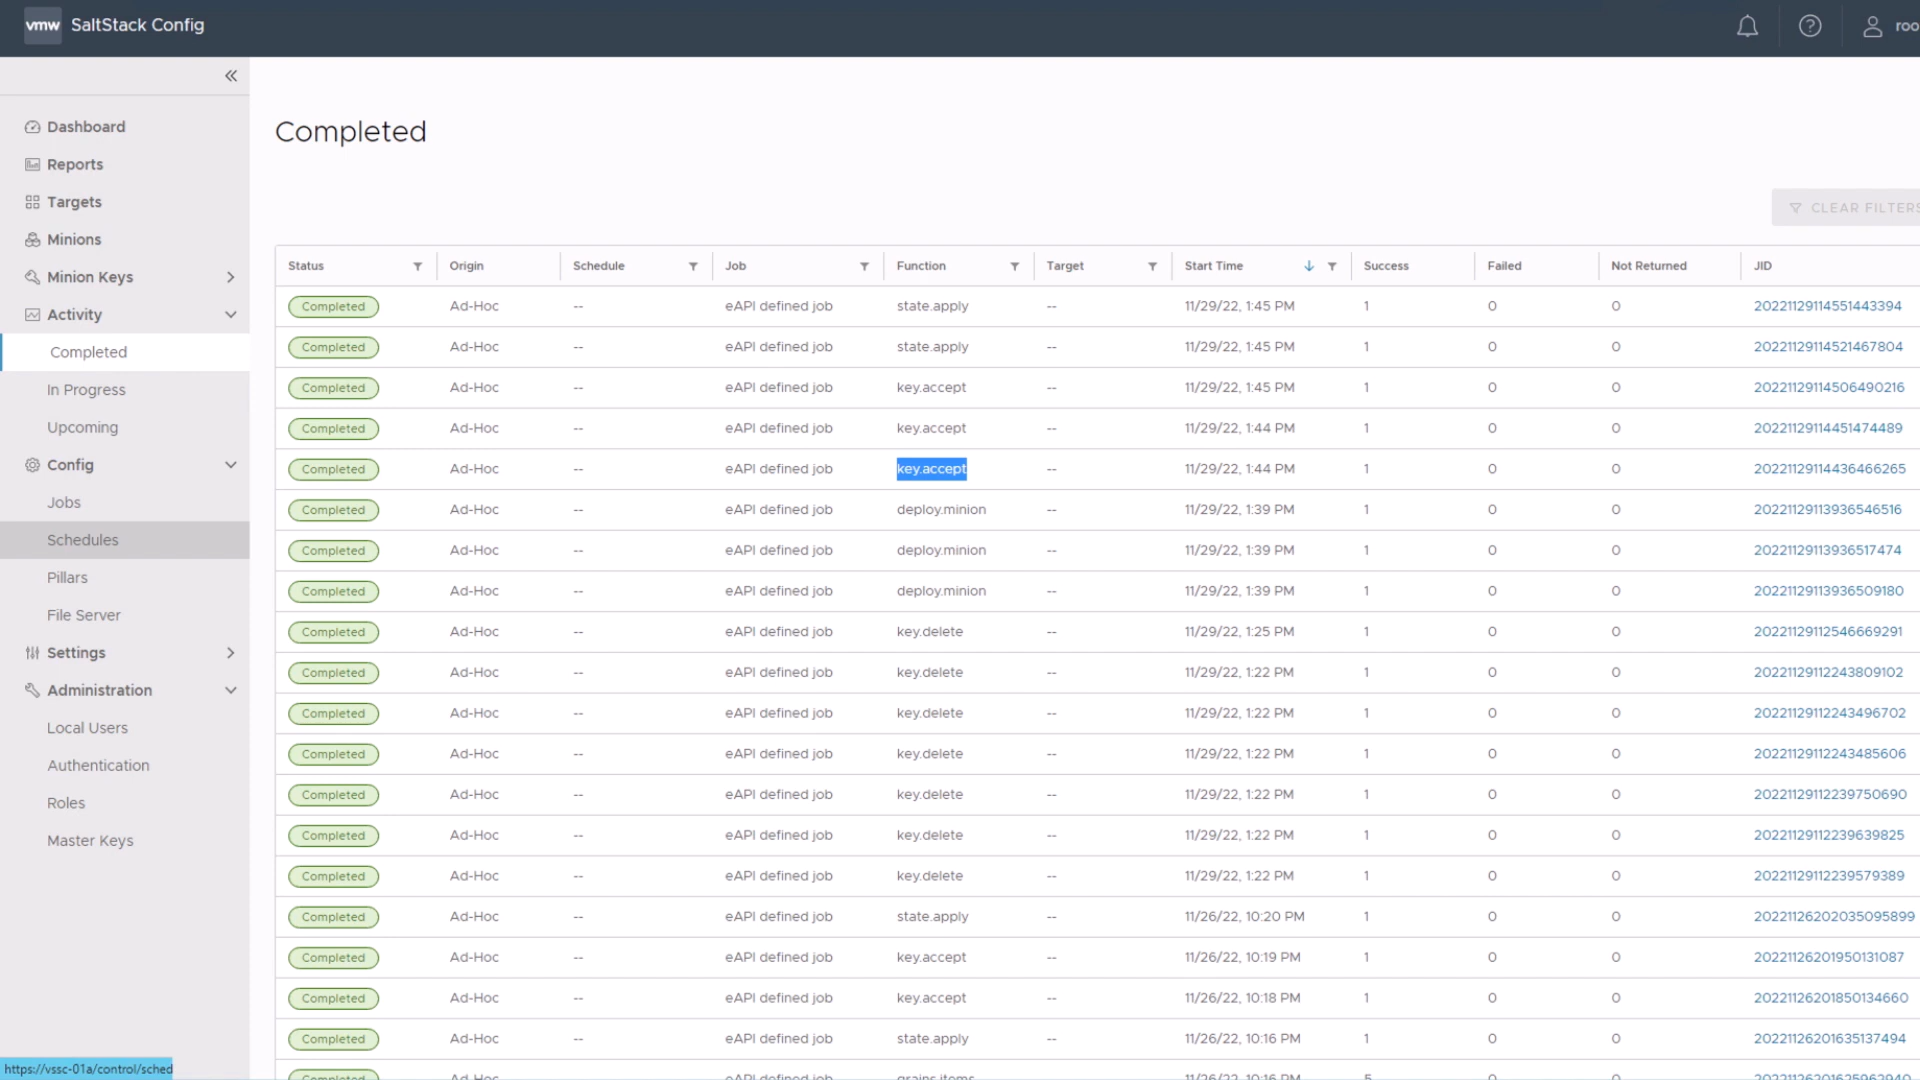 vmw SaltStack Config
roo
Dashboard
Reports
Targets
Minions
Minion Keys
Activity
Completed
In Progress
Upcoming
Config
Jobs
Schedules
Pillars
File Server
Settings
Administration
Local Users
Authentication
Roles
Master Keys
https://vssc-01a/control/sched
Completed
CLEAR FILTERS
Status Origin Schedule Job Function Target Start Time Success Failed Not Returned JID
Completed Ad-Hoc -- eAPI defined job state.apply -- 11/29/22, 1:45 PM 1 0 0 20221129114551443394
Completed Ad-Hoc -- eAPI defined job state.apply -- 11/29/22, 1:45 PM 1 0 0 20221129114521467804
Completed Ad-Hoc -- eAPI defined job key.accept -- 11/29/22, 1:45 PM 1 0 0 20221129114506490216
Completed Ad-Hoc -- eAPI defined job key.accept -- 11/29/22, 1:44 PM 1 0 0 20221129114451474489
Completed Ad-Hoc -- eAPI defined job key.accept -- 11/29/22, 1:44 PM 1 0 0 20221129114436466265
Completed Ad-Hoc -- eAPI defined job deploy.minion -- 11/29/22, 1:39 PM 1 0 0 20221129113936546516
Completed Ad-Hoc -- eAPI defined job deploy.minion -- 11/29/22, 1:39 PM 1 0 0 20221129113936517474
Completed Ad-Hoc -- eAPI defined job deploy.minion -- 11/29/22, 1:39 PM 1 0 0 20221129113936509180
Completed Ad-Hoc -- eAPI defined job key.delete -- 11/29/22, 1:25 PM 1 0 0 20221129112546669291
Completed Ad-Hoc -- eAPI defined job key.delete -- 11/29/22, 1:22 PM 1 0 0 20221129112243809102
Completed Ad-Hoc -- eAPI defined job key.delete -- 11/29/22, 1:22 PM 1 0 0 20221129112243496702
Completed Ad-Hoc -- eAPI defined job key.delete -- 11/29/22, 1:22 PM 1 0 0 20221129112243485606
Completed Ad-Hoc -- eAPI defined job key.delete -- 11/29/22, 1:22 PM 1 0 0 20221129112239750690
Completed Ad-Hoc -- eAPI defined job key.delete -- 11/29/22, 1:22 PM 1 0 0 20221129112239639825
Completed Ad-Hoc -- eAPI defined job key.delete -- 11/29/22, 1:22 PM 1 0 0 20221129112239579389
Completed Ad-Hoc -- eAPI defined job state.apply -- 11/26/22, 10:20 PM 1 0 0 20221126202035095899
Completed Ad-Hoc -- eAPI defined job key.accept -- 11/26/22, 10:19 PM 1 0 0 20221126201950131087
Completed Ad-Hoc -- eAPI defined job key.accept -- 11/26/22, 10:18 PM 1 0 0 20221126201850134660
Completed Ad-Hoc -- eAPI defined job state.apply -- 11/26/22, 10:16 PM 1 0 0 20221126201635137494
Completed Ad-Hoc eAPI defined job grains.items 11/26/22, 10:16 PM 5 0 0